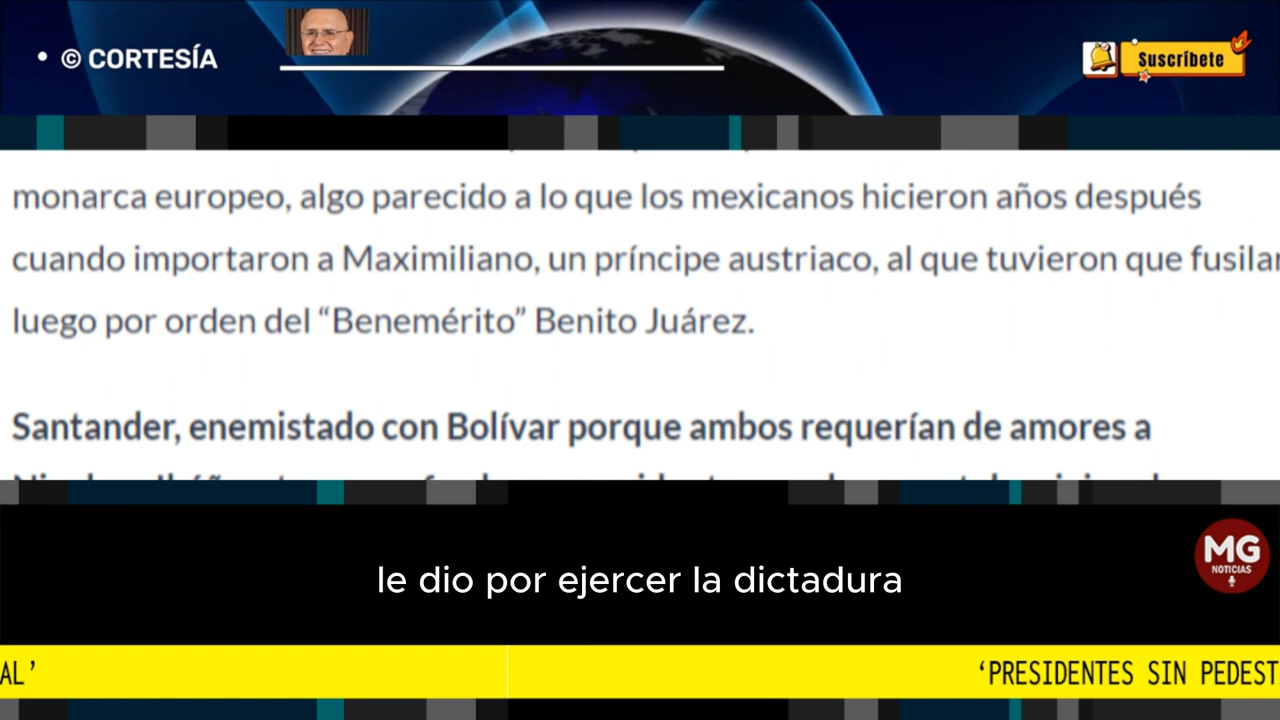 • © CORTESÍA
Suscríbete
monarca europeo, algo parecido a lo que los mexicanos hicieron años después
cuando importaron a Maximiliano, un príncipe austriaco, al que tuvieron que fusilar
luego por orden del “Benemérito” Benito Juárez.
Santander, enemistado con Bolívar porque ambos requerían de amores a
MG
NOTICIAS
le dio por ejercer la dictadura
AL’ ‘PRESIDENTES SIN PEDEST